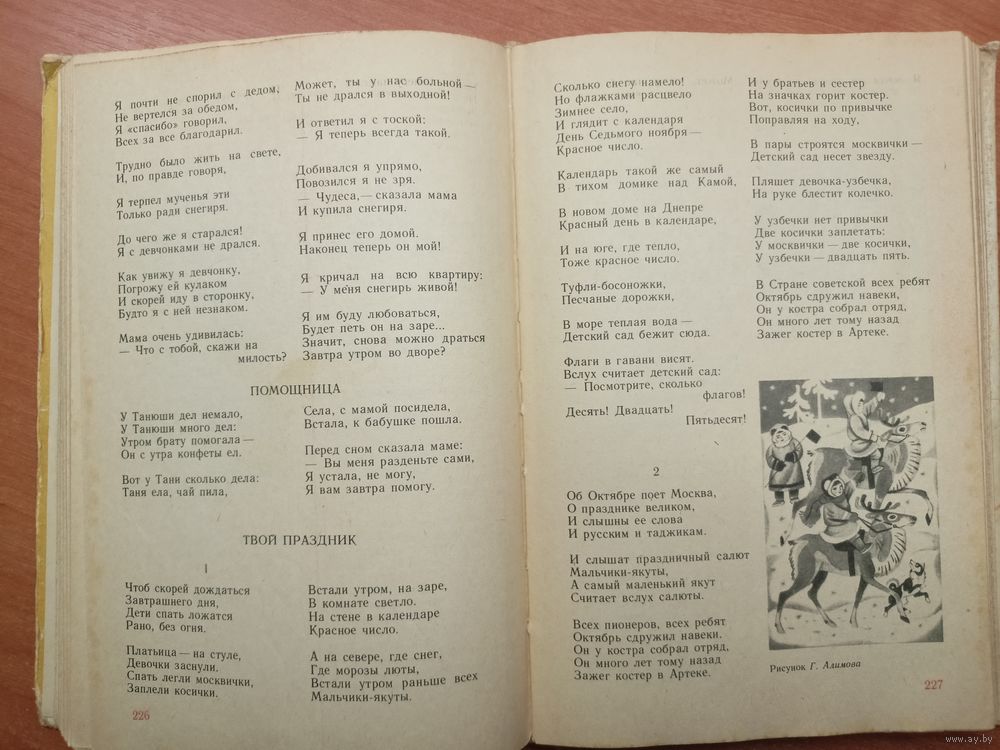 Я почти не спорил с дедом,
Не вертелся за обедом,
Я «спасибо» говорил,
Всех за все благодарил.
Трудно было жить на свете,
И, по правде говоря,
Я терпел мученья эти
Только ради снегиря.
До чего же я старался!
Я с девчонками не дрался.
Как увижу я девчонку,
Погрожу ей кулаком
И скорей иду в сторонку,
Будто я с ней незнаком.
Мама очень удивилась:
— Что с тобой, скажи на
милость?
Может, ты у нас больной —
Ты не дрался в выходной!
И ответил я с тоской:
— Я теперь всегда такой.
Добивался я упрямо,
Повозился я не зря.
— Чудеса, — сказала мама
И купила снегиря.
Я принес его домой.
Наконец теперь он мой!
Я кричал на всю квартиру:
— У меня снегирь живой!
Я им буду любоваться,
Будет петь он на заре...
Значит, снова можно драться
Завтра утром во дворе?
ПОМОЩНИЦА
У Танюши дел немало,
У Танюши много дел:
Утром брату помогала —
Он с утра конфеты ел.
Вот у Тани сколько дела:
Таня ела, чай пила,
Села, с мамой посидела,
Встала, к бабушке пошла.
Перед сном сказала маме:
— Вы меня разденьте сами,
Я устала, не могу,
Я вам завтра помогу.
ТВОЙ ПРАЗДНИК
1
Чтоб скорей дождаться
Завтрашнего дня,
Дети спать ложатся
Рано, без огня.
Платьица — на стуле,
Девочки заснули.
Спать легли москвички,
Заплели косички.
Встали утром, на заре,
В комнате светло.
На стене в календаре
Красное число.
А на севере, где снег,
Где морозы люты,
Встали утром раньше всех
Мальчики-якуты.
226
Сколько снегу намело!
Но флажками расцвело
Зимнее село,
И глядит с календаря
День Седьмого ноября —
Красное число.
Календарь такой же самый
В тихом домике над Камой,
В новом доме на Днепре
Красный день в календаре,
И на юге, где тепло,
Тоже красное число.
Туфли-босоножки,
Песчаные дорожки,
В море теплая вода —
Детский сад бежит сюда.
Флаги в гавани висят.
Вслух считает детский сад:
— Посмотрите, сколько
флагов!
Десять! Двадцать!
Пятьдесят!
2
Об Октябре поет Москва,
О празднике великом,
И слышны ее слова
И русским и таджикам.
И слышат праздничный салют
Мальчики-якуты,
А самый маленький якут
Считает вслух салюты.
Всех пионеров, всех ребят
Октябрь сдружил навеки.
Он у костра собрал отряд,
Он много лет тому назад
Зажег костер в Артеке.
И у братьев и сестер
На значках горит костер.
Вот, косички по привычке
Поправляя на ходу,
В пары строятся москвички —
Детский сад несет звезду.
Пляшет девочка-узбечка,
На руке блестит колечко.
У узбечки нет привычки
Две косички заплетать:
У москвички — две косички,
У узбечки — двадцать пять.
В Стране советской всех ребят
Октябрь сдружил навеки,
Он у костра собрал отряд,
Он много лет тому назад
Зажег костер в Артеке.
Рисунок Г. Алимова
227
www.ay.by